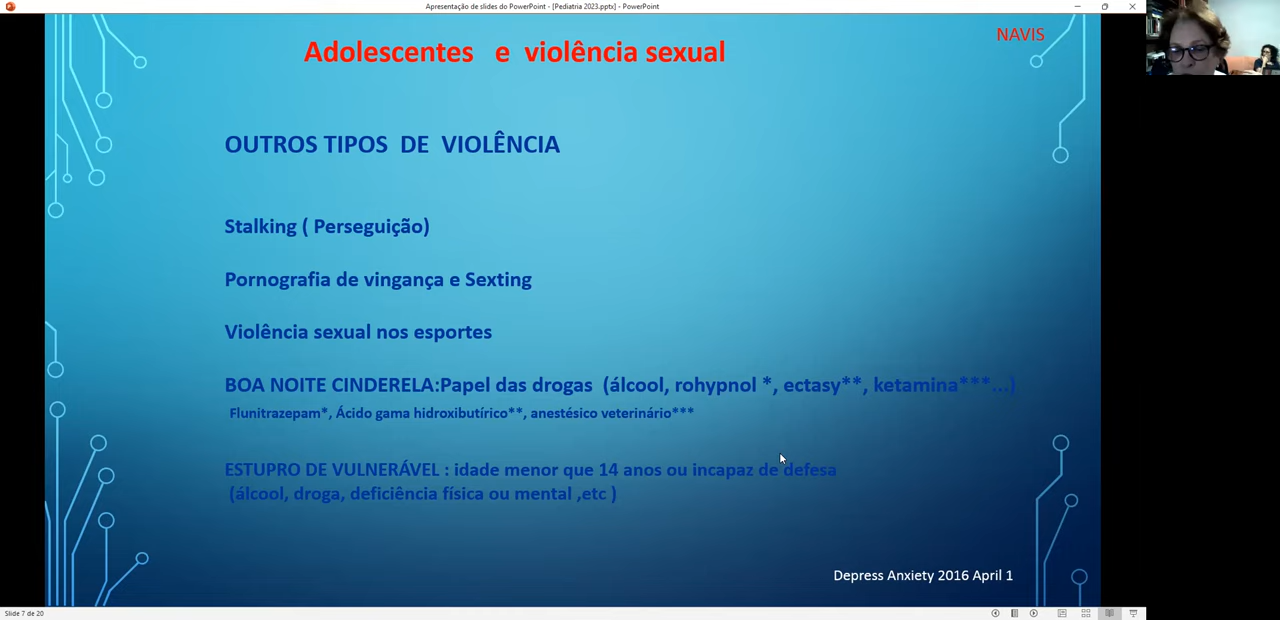 Apresentação de slides do PowerPoint - [Pediatria 2023.pptx] - PowerPoint
NAVIS
Adolescentes e violência sexual
OUTROS TIPOS DE VIOLÊNCIA
Stalking ( Perseguição)
Pornografia de vingança e Sexting
Violência sexual nos esportes
BOA NOITE CINDERELA:Papel das drogas (álcool, rohypnol *, ectasy**, ketamina***...)
Flunitrazepam*, Ácido gama hidroxibutírico**, anestésico veterinário***
ESTUPRO DE VULNERÁVEL : idade menor que 14 anos ou incapaz de defesa
(álcool, droga, deficiência física ou mental ,etc )
Depress Anxiety 2016 April 1
Slide 7 de 20